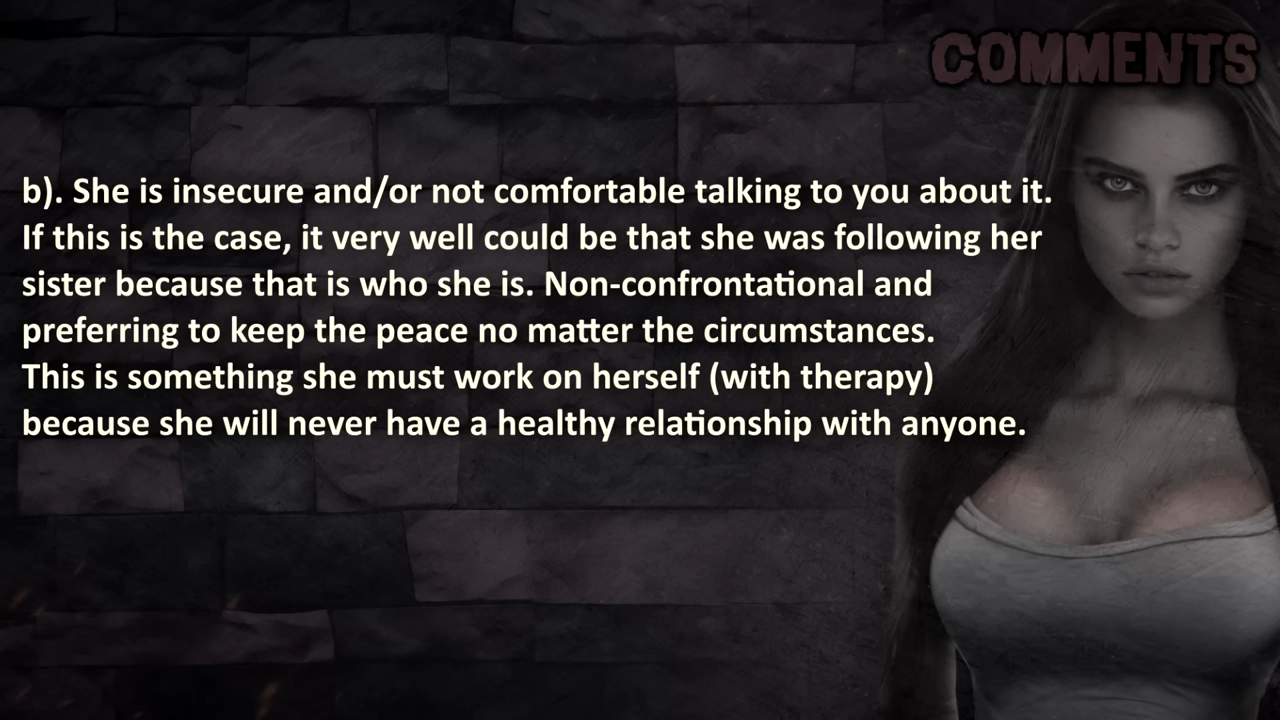 COMMENTS
b). She is insecure and/or not comfortable talking to you about it.
If this is the case, it very well could be that she was following her
sister because that is who she is. Non-confrontational and
preferring to keep the peace no matter the circumstances.
This is something she must work on herself (with therapy)
because she will never have a healthy relationship with anyone.